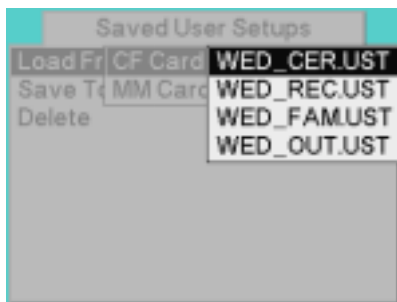 Saved User Setups
Load Fr CF Card WED_CER.UST
Save To MM Card WED_REC.UST
Delete WED_FAM.UST
WED_OUT.UST